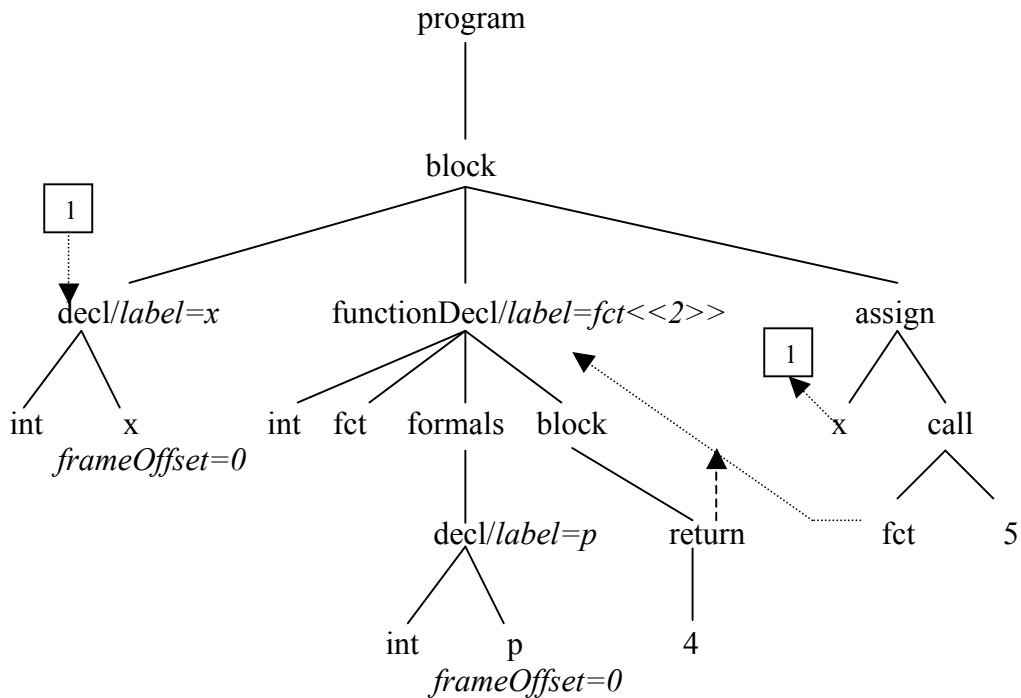 program
block
1
decl/label=x functionDecl/label=fct<<2>> assign
1
int x int fct formals block x call
frameOffset=0
decl/label=p return fct 5
int p 4
frameOffset=0